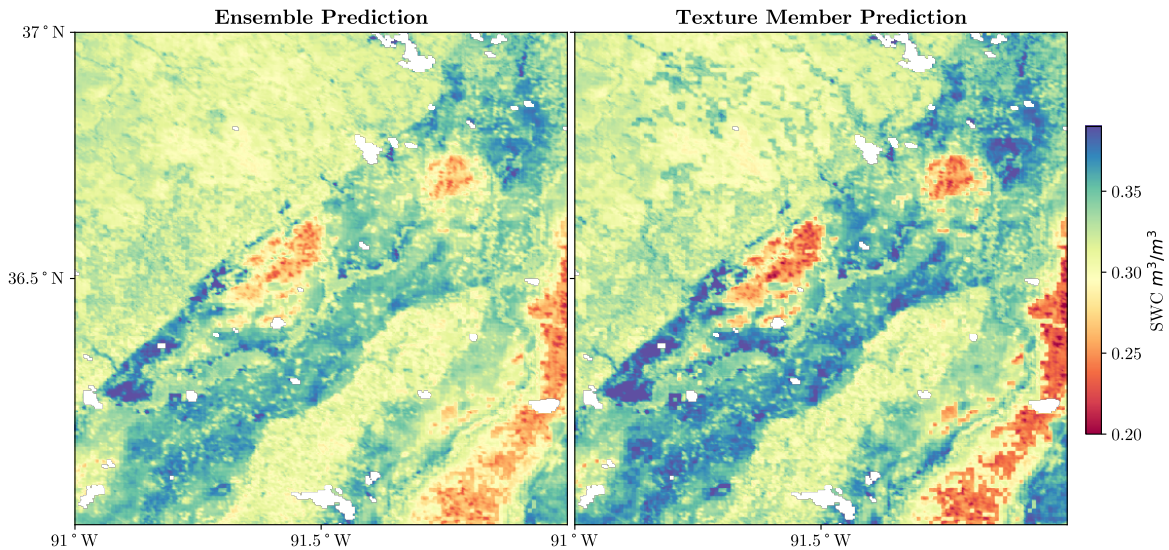 Ensemble Prediction
Texture Member Prediction
37°N
36.5°N
91°W
91.5°W
91°W
91.5°W
0.35
0.30
0.25
0.20
SWC m³/m³